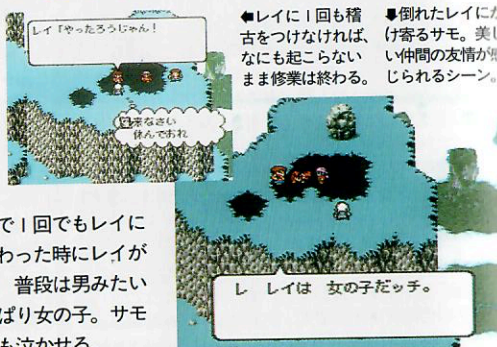 レイ「やったろうじゃん!
来なさい
休んでおれ
⬅レイに1回も稽
古をつけなければ、
なにも起こらない
まま修業は終わる。
⬇倒れたレイにか
け寄るサモ。美し
い仲間の友情が感
じられるシーン。
で1回でもレイに
わった時にレイが
普段は男みたい
ぱり女の子。サモ
も泣かせる
レ レイは 女の子だッチ。